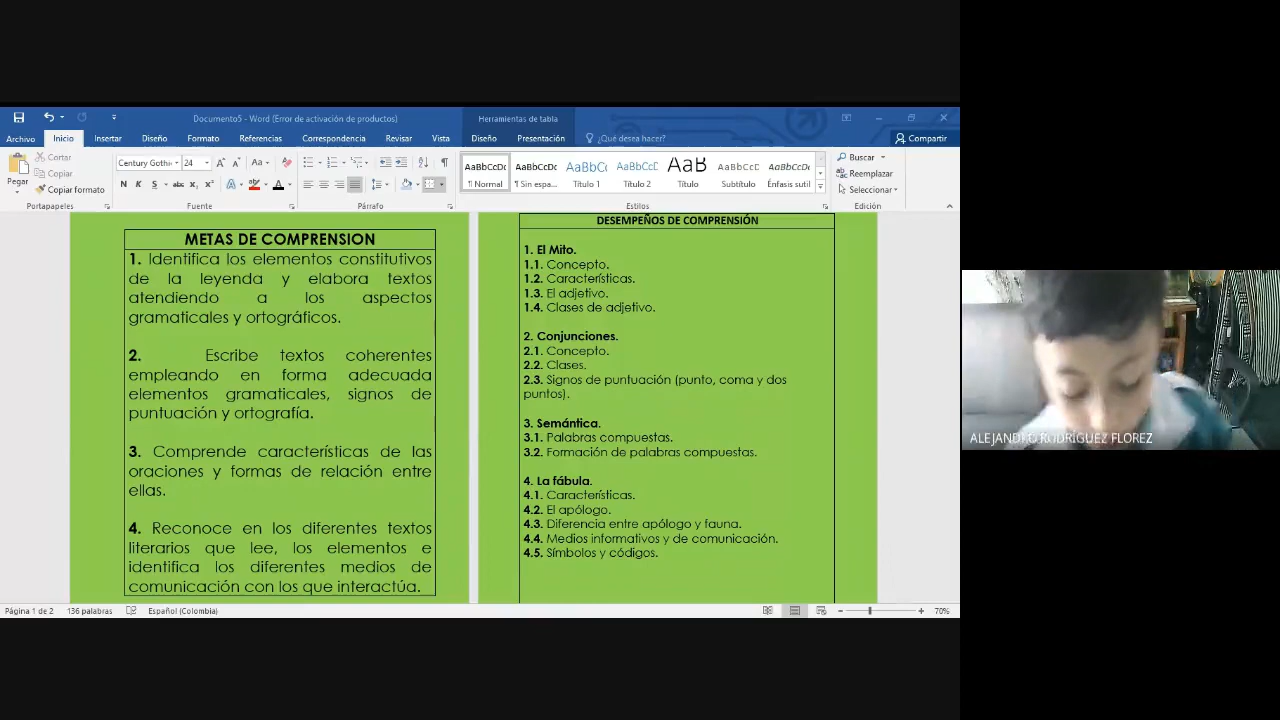 Documento5 - Word (Error de activación de productos)
Herramientas de tabla
Archivo Inicio Insertar Diseño Formato Referencias Correspondencia Revisar Vista Diseño Presentación ¿Qué desea hacer? Compartir
Pegar
Cortar
Copiar
Copiar formato
Century Gothi 24
N K S abc x₂ x²
AaBbCcDc AaBbCcDc AaBbCc AaBbCcD AaB AaBbCcD AaBbCcDc
¶ Normal ¶ Sin espa... Título 1 Título 2 Título Subtítulo Énfasis sutil
Buscar
Reemplazar
Seleccionar
Portapapeles Fuente Párrafo Estilos Edición
METAS DE COMPRENSION
1. Identifica los elementos constitutivos
de la leyenda y elabora textos
atendiendo a los aspectos
gramaticales y ortográficos.
2. Escribe textos coherentes
empleando en forma adecuada
elementos gramaticales, signos de
puntuación y ortografía.
3. Comprende características de las
oraciones y formas de relación entre
ellas.
4. Reconoce en los diferentes textos
literarios que lee, los elementos e
identifica los diferentes medios de
comunicación con los que interactúa.
DESEMPEÑOS DE COMPRENSIÓN
1. El Mito.
1.1. Concepto.
1.2. Características.
1.3. El adjetivo.
1.4. Clases de adjetivo.
2. Conjunciones.
2.1. Concepto.
2.2. Clases.
2.3. Signos de puntuación (punto, coma y dos
puntos).
3. Semántica.
3.1. Palabras compuestas.
3.2. Formación de palabras compuestas.
4. La fábula.
4.1. Características.
4.2. El apólogo.
4.3. Diferencia entre apólogo y fauna.
4.4. Medios informativos y de comunicación.
4.5. Símbolos y códigos.
Página 1 de 2 136 palabras Español (Colombia) 70%
ALEJANDRO RODRÍGUEZ FLOREZ